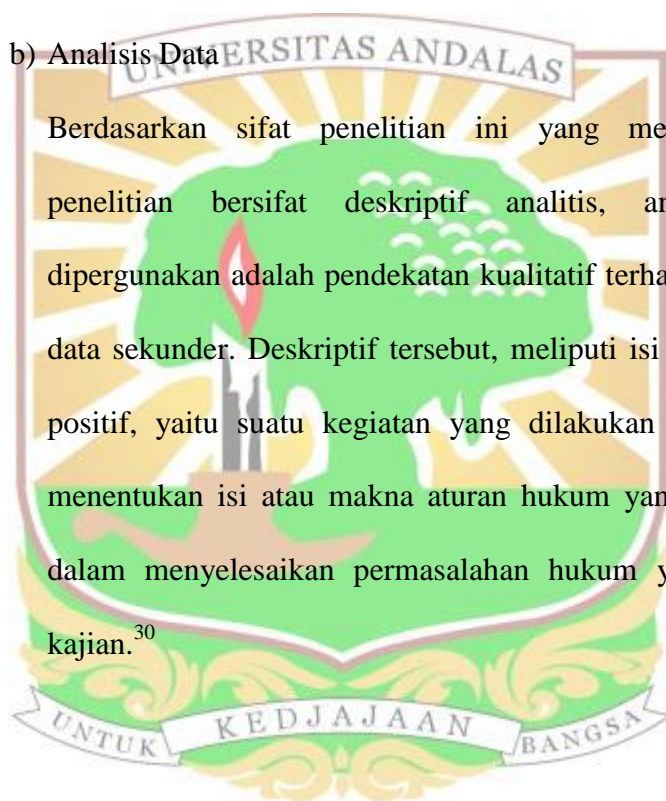 UNIVERSITAS ANDALAS
b) Analisis Data
Berdasarkan sifat penelitian ini yang me
penelitian bersifat deskriptif analitis, an
dipergunakan adalah pendekatan kualitatif terha
data sekunder. Deskriptif tersebut, meliputi isi
positif, yaitu suatu kegiatan yang dilakukan
menentukan isi atau makna aturan hukum yan
dalam menyelesaikan permasalahan hukum y
kajian.30
UNTUK KEDJAJAAN BANGSA